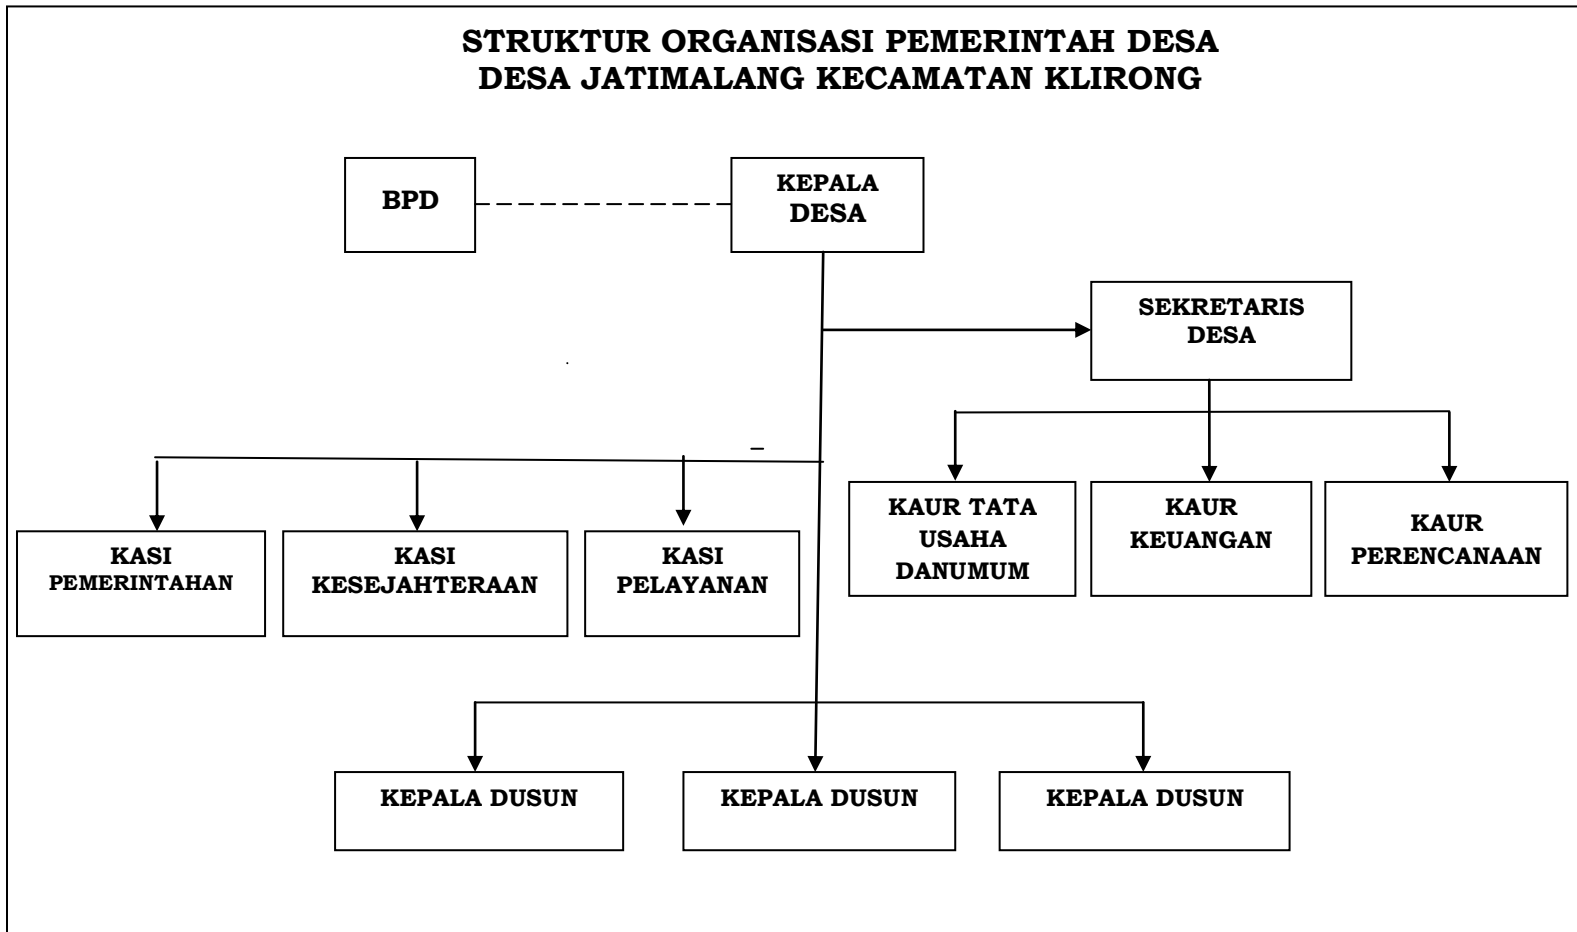 STRUKTUR ORGANISASI PEMERINTAH DESA
DESA JATIMALANG KECAMATAN KLIRONG
BPD
KEPALA
DESA
SEKRETARIS
DESA
KAUR TATA
USAHA
DANUMUM
KAUR
KEUANGAN
KAUR
PERENCANAAN
KASI
PEMERINTAHAN
KASI
KESEJAHTERAAN
KASI
PELAYANAN
KEPALA DUSUN
KEPALA DUSUN
KEPALA DUSUN